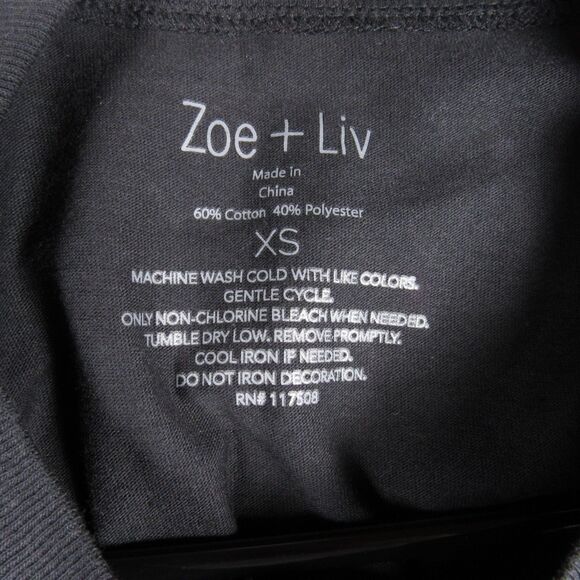 Zoe + Liv
Made in
China
60% Cotton 40% Polyester
XS
MACHINE WASH COLD WITH LIKE COLORS.
GENTLE CYCLE.
ONLY NON-CHLORINE BLEACH WHEN NEEDED.
TUMBLE DRY LOW. REMOVE PROMPTLY.
COOL IRON IF NEEDED.
DO NOT IRON DECORATION.
RN# 117508